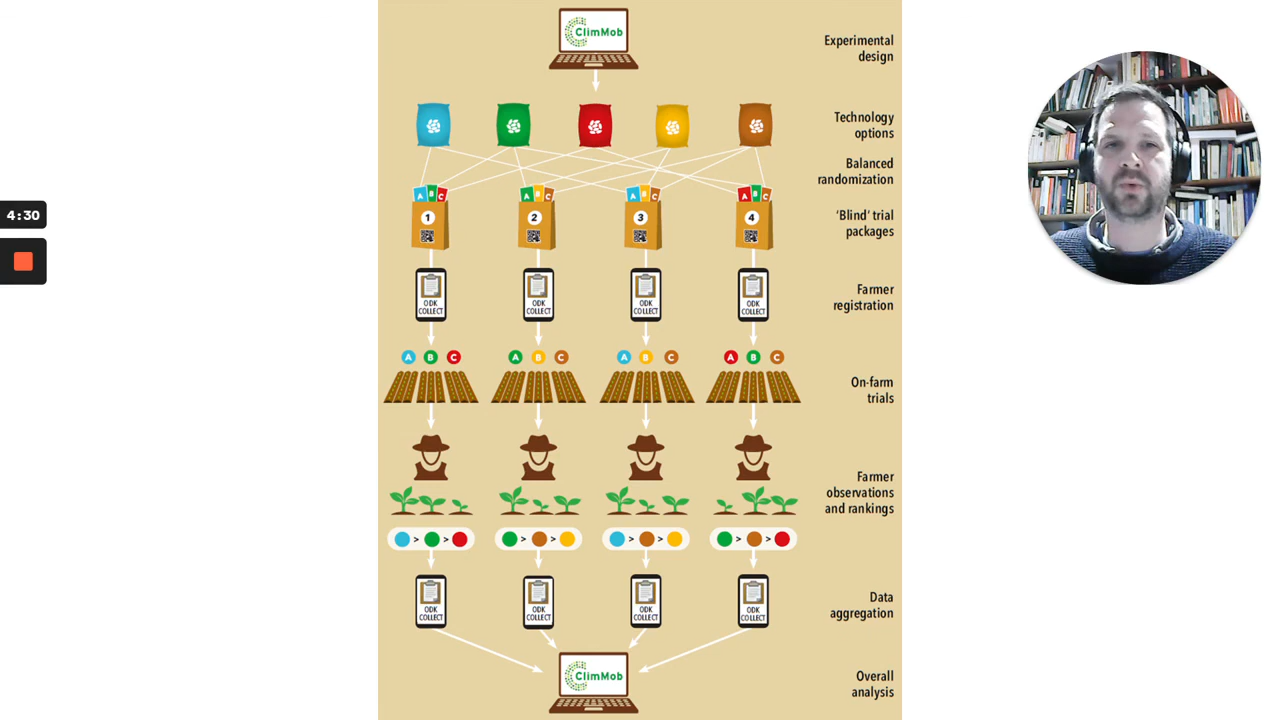 ClimMob
Experimental
design
Technology
options
Balanced
randomization
A B C
A B C
A B C
A B C
1
2
3
4
'Blind' trial
packages
4:30
ODK
COLLECT
ODK
COLLECT
ODK
COLLECT
ODK
COLLECT
Farmer
registration
A B C
A B C
A B C
A B C
On-farm
trials
Farmer
observations
and rankings
> >
> >
> >
> >
ODK
COLLECT
ODK
COLLECT
ODK
COLLECT
ODK
COLLECT
Data
aggregation
ClimMob
Overall
analysis